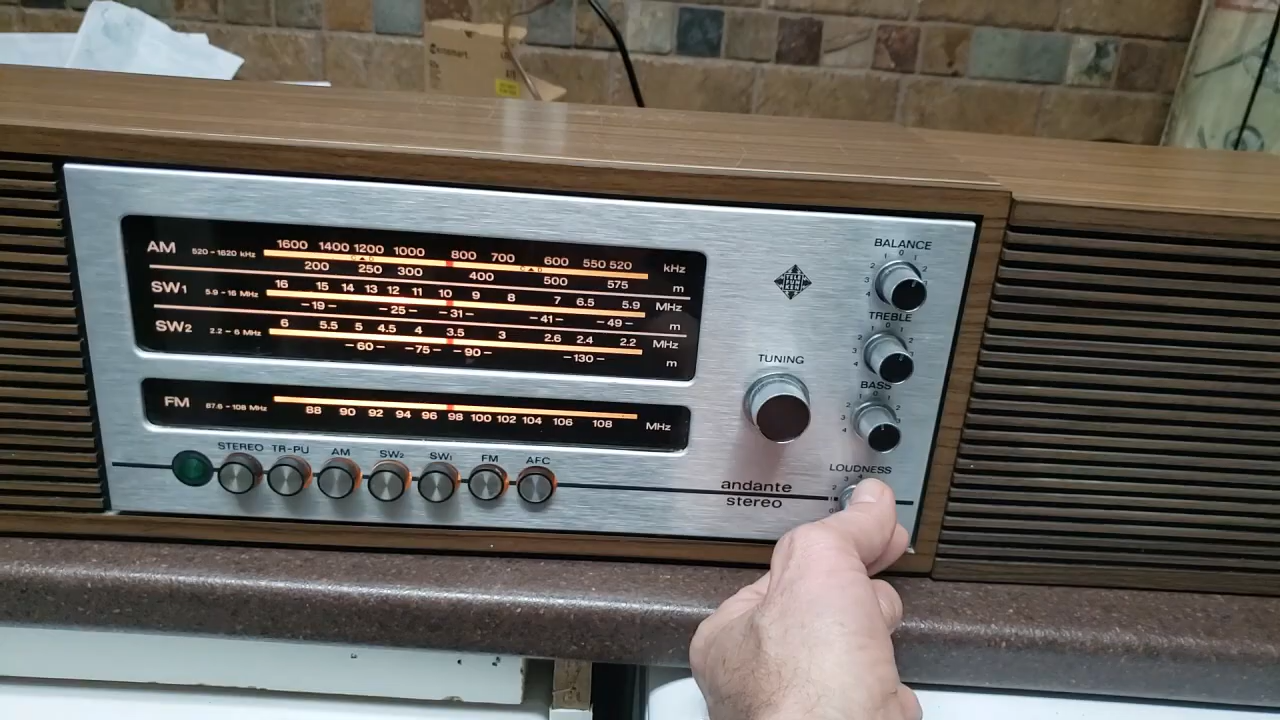 AM 520-1620 kHz 1600 1400 1200 1000 800 700 600 550 520 kHz
200 250 300 400 500 575 m
SW1 5.9-16 MHz 16 15 14 13 12 11 10 9 8 7 6.5 5.9 MHz
-19- -25- -31- -41- -49- m
SW2 2.2-6 MHz 6 5.5 5 4.5 4 3.5 3 2.6 2.4 2.2 MHz
-60- -75- -90- -130- m
FM 87.6-108 MHz 88 90 92 94 96 98 100 102 104 106 108 MHz
STEREO TR-PU AM SW2 SW1 FM AFC
TELE
FUN
KEN
TUNING
BALANCE
TREBLE
BASS
LOUDNESS
andante
stereo